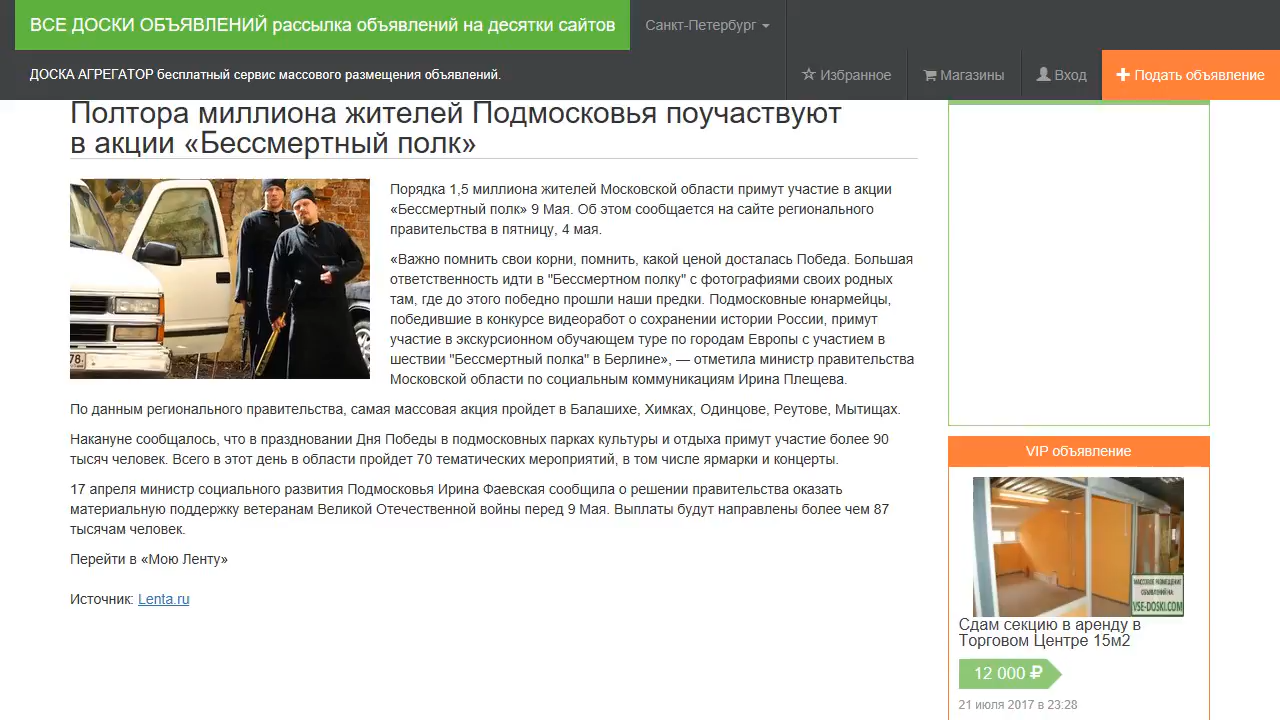 ВСЕ ДОСКИ ОБЪЯВЛЕНИЙ рассылка объявлений на десятки сайтов
Санкт-Петербург
ДОСКА АГРЕГАТОР бесплатный сервис массового размещения объявлений.
Избранное
Магазины
Вход
Подать объявление
Полтора миллиона жителей Подмосковья поучаствуют
в акции «Бессмертный полк»
Порядка 1,5 миллиона жителей Московской области примут участие в акции
«Бессмертный полк» 9 Мая. Об этом сообщается на сайте регионального
правительства в пятницу, 4 мая.
«Важно помнить свои корни, помнить, какой ценой досталась Победа. Большая
ответственность идти в "Бессмертном полку" с фотографиями своих родных
там, где до этого победно прошли наши предки. Подмосковные юнармейцы,
победившие в конкурсе видеоработ о сохранении истории России, примут
участие в экскурсионном обучающем туре по городам Европы с участием в
шествии "Бессмертный полка" в Берлине», — отметила министр правительства
Московской области по социальным коммуникациям Ирина Плещева.
По данным регионального правительства, самая массовая акция пройдет в Балашихе, Химках, Одинцове, Реутове, Мытищах.
Накануне сообщалось, что в праздновании Дня Победы в подмосковных парках культуры и отдыха примут участие более 90
тысяч человек. Всего в этот день в области пройдет 70 тематических мероприятий, в том числе ярмарки и концерты.
17 апреля министр социального развития Подмосковья Ирина Фаевская сообщила о решении правительства оказать
материальную поддержку ветеранам Великой Отечественной войны перед 9 Мая. Выплаты будут направлены более чем 87
тысячам человек.
Перейти в «Мою Ленту»
Источник: Lenta.ru
VIP объявление
МАССОВОЕ РАЗМЕЩЕНИЕ
ОБЪЯВЛЕНИЙ НА:
VSE-DOSKI.COM
Сдам секцию в аренду в
Торговом Центре 15м2
12 000 ₽
21 июля 2017 в 23:28
78